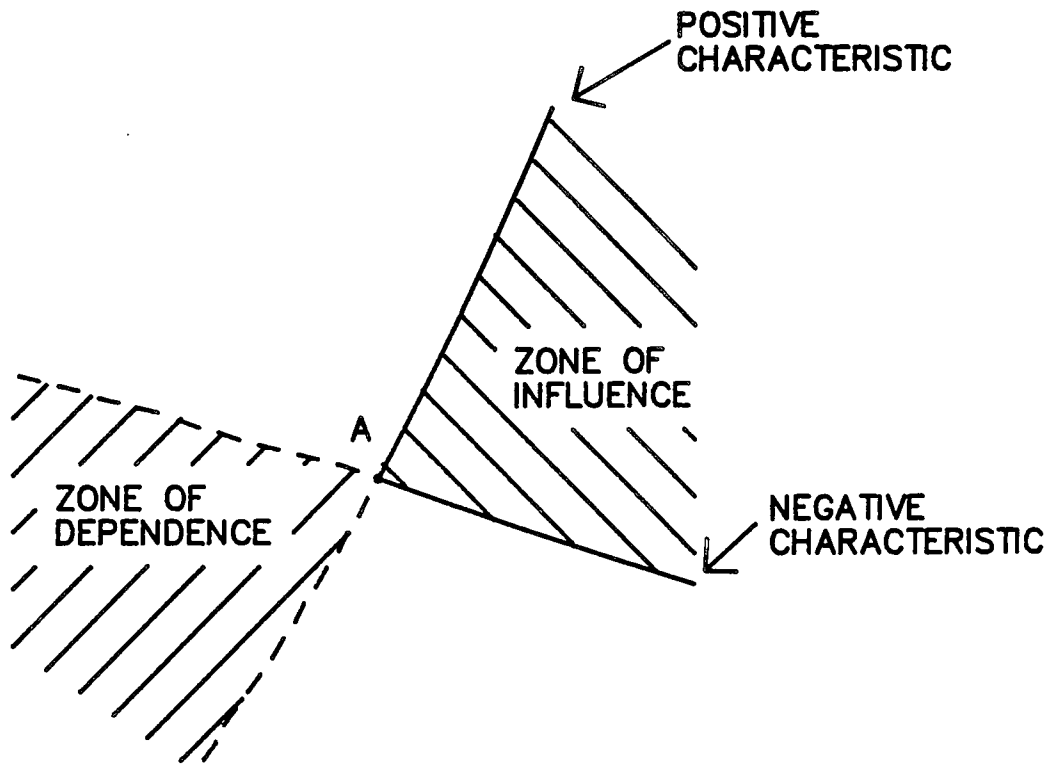 POSITIVE
CHARACTERISTIC
ZONE OF
INFLUENCE
A
ZONE OF
DEPENDENCE
NEGATIVE
CHARACTERISTIC